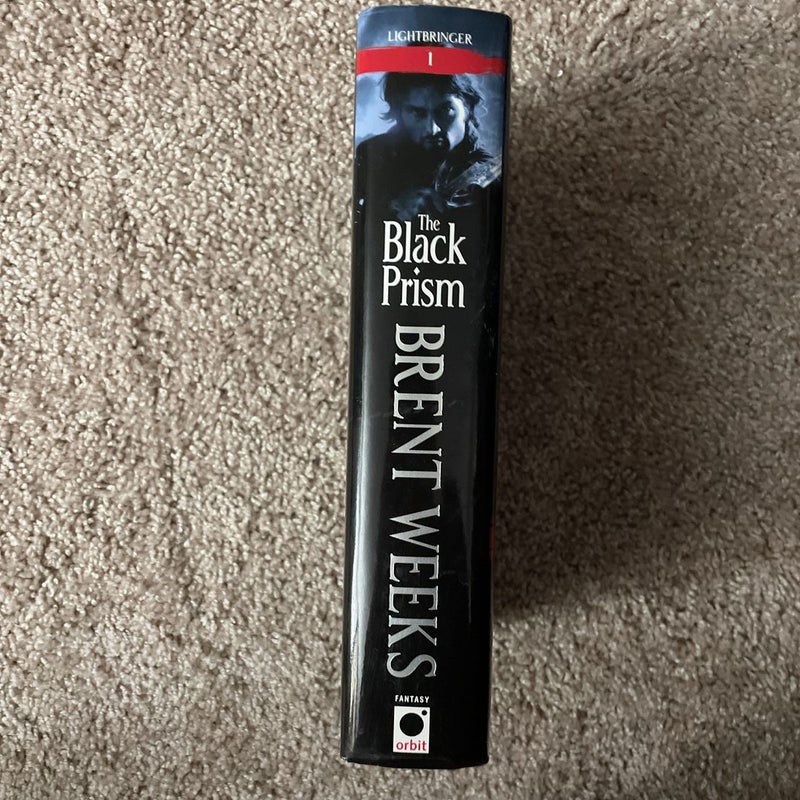 LIGHTBRINGER
1
The
Black
Prism
BRENT WEEKS
FANTASY
orbit